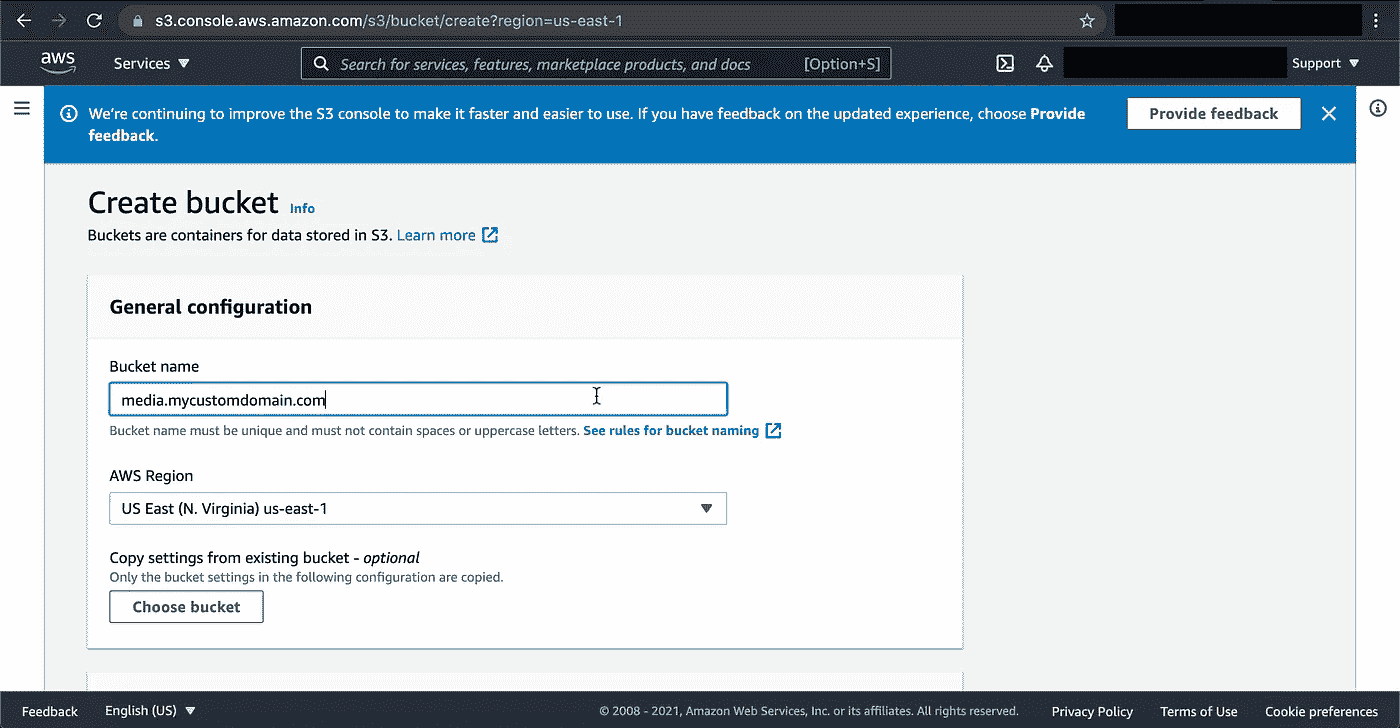 s3.console.aws.amazon.com/s3/bucket/create?region=us-east-1
aws
Services
Search for services, features, marketplace products, and docs
[Option+S]
Support
We're continuing to improve the S3 console to make it faster and easier to use. If you have feedback on the updated experience, choose Provide
feedback.
Provide feedback
Create bucket Info
Buckets are containers for data stored in S3. Learn more
General configuration
Bucket name
media.mycustomdomain.com
Bucket name must be unique and must not contain spaces or uppercase letters. See rules for bucket naming
AWS Region
US East (N. Virginia) us-east-1
Copy settings from existing bucket - optional
Only the bucket settings in the following configuration are copied.
Choose bucket
Feedback
English (US)
© 2008 - 2021, Amazon Web Services, Inc. or its affiliates. All rights reserved.
Privacy Policy
Terms of Use
Cookie preferences